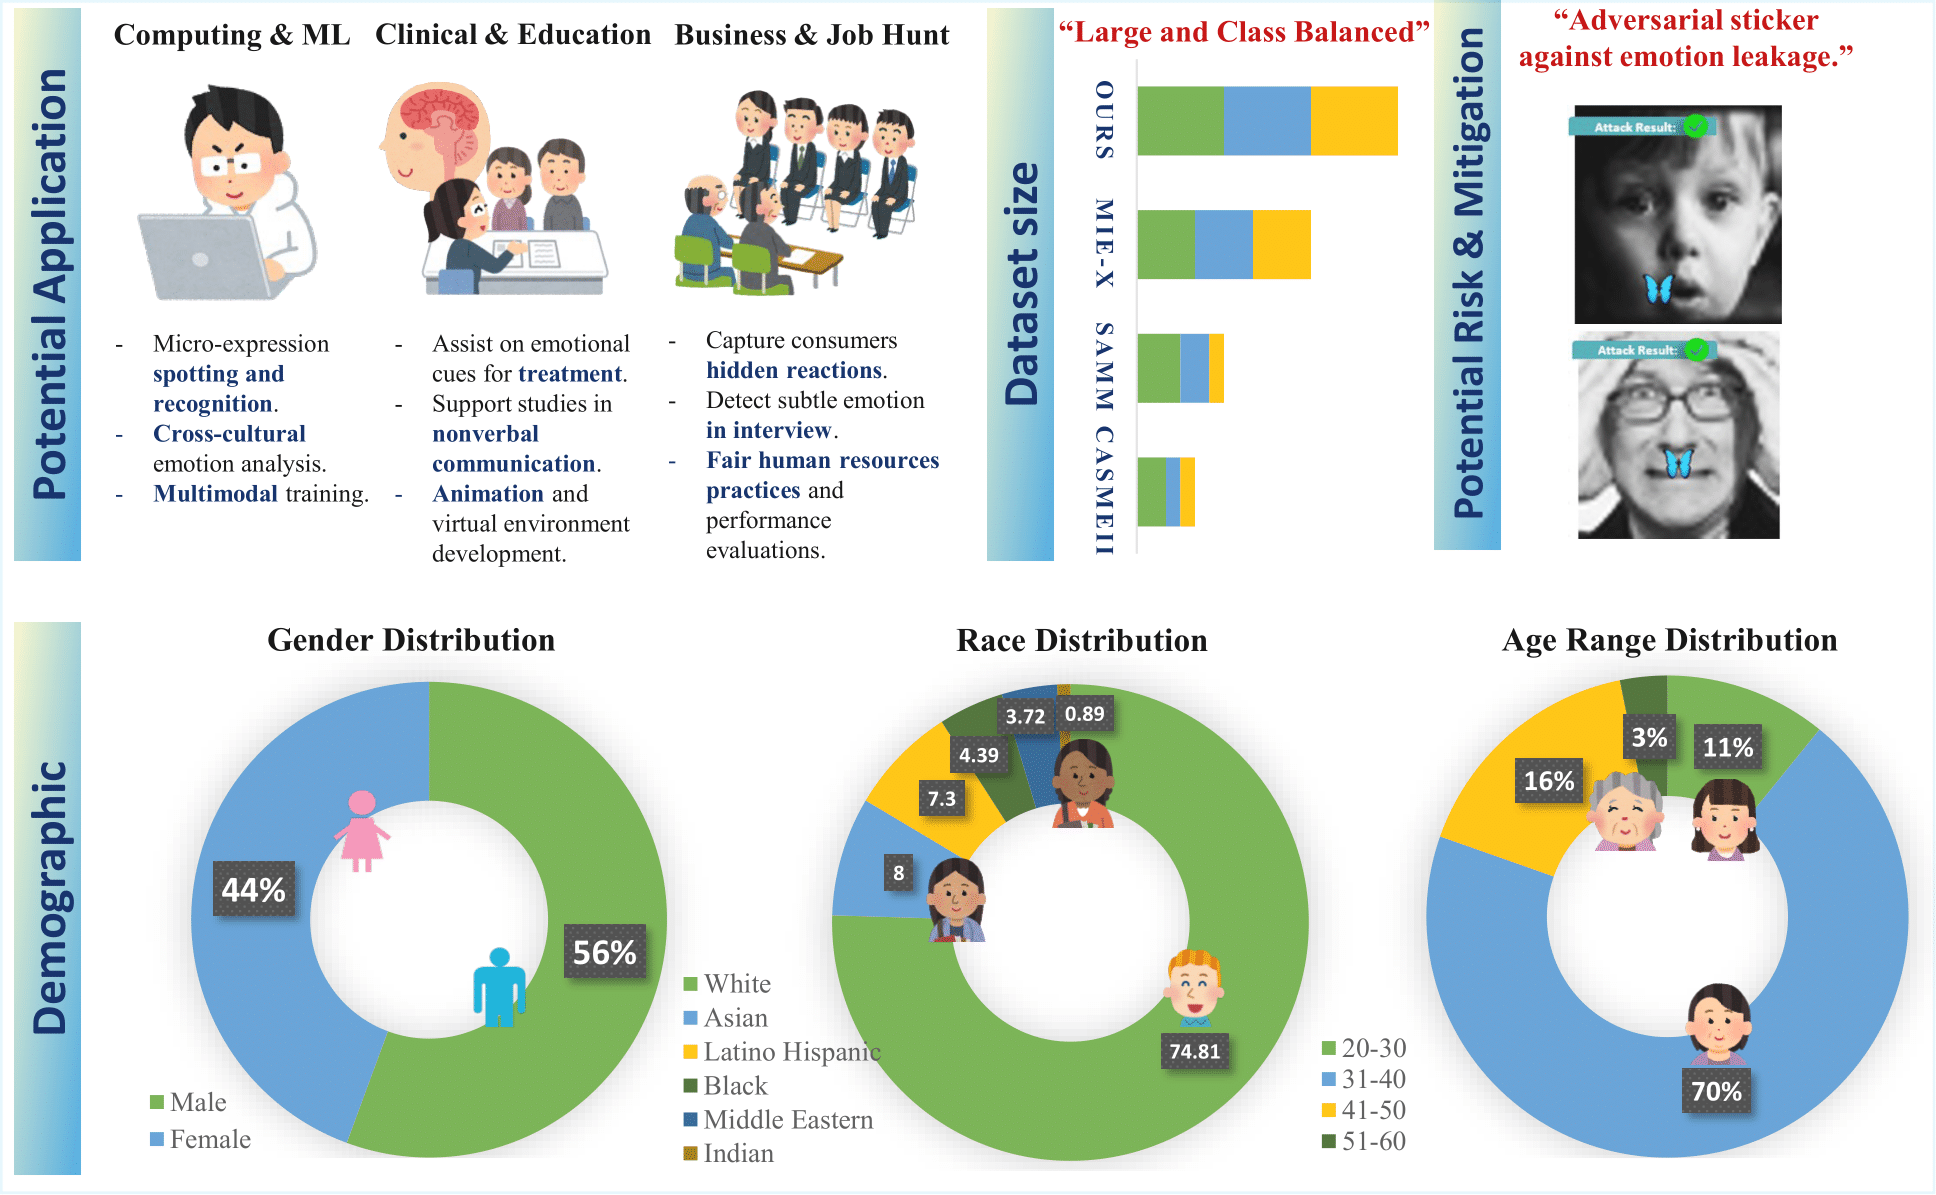 Potential Application
Computing & ML
Clinical & Education
Business & Job Hunt
- Micro-expression
spotting and
recognition.
- Cross-cultural
emotion analysis.
- Multimodal training.
- Assist on emotional
cues for treatment.
- Support studies in
nonverbal
communication.
- Animation and
virtual environment
development.
- Capture consumers
hidden reactions.
- Detect subtle emotion
in interview.
- Fair human resources
practices and
performance
evaluations.
Dataset size
“Large and Class Balanced”
OURS
MIE-X
SAMM
CASMEII
Potential Risk & Mitigation
“Adversarial sticker
against emotion leakage.”
Attack Result:
Attack Result:
Demographic
Gender Distribution
44%
56%
Male
Female
Race Distribution
3.72
0.89
4.39
7.3
8
74.81
White
Asian
Latino Hispanic
Black
Middle Eastern
Indian
Age Range Distribution
3%
11%
16%
70%
20-30
31-40
41-50
51-60